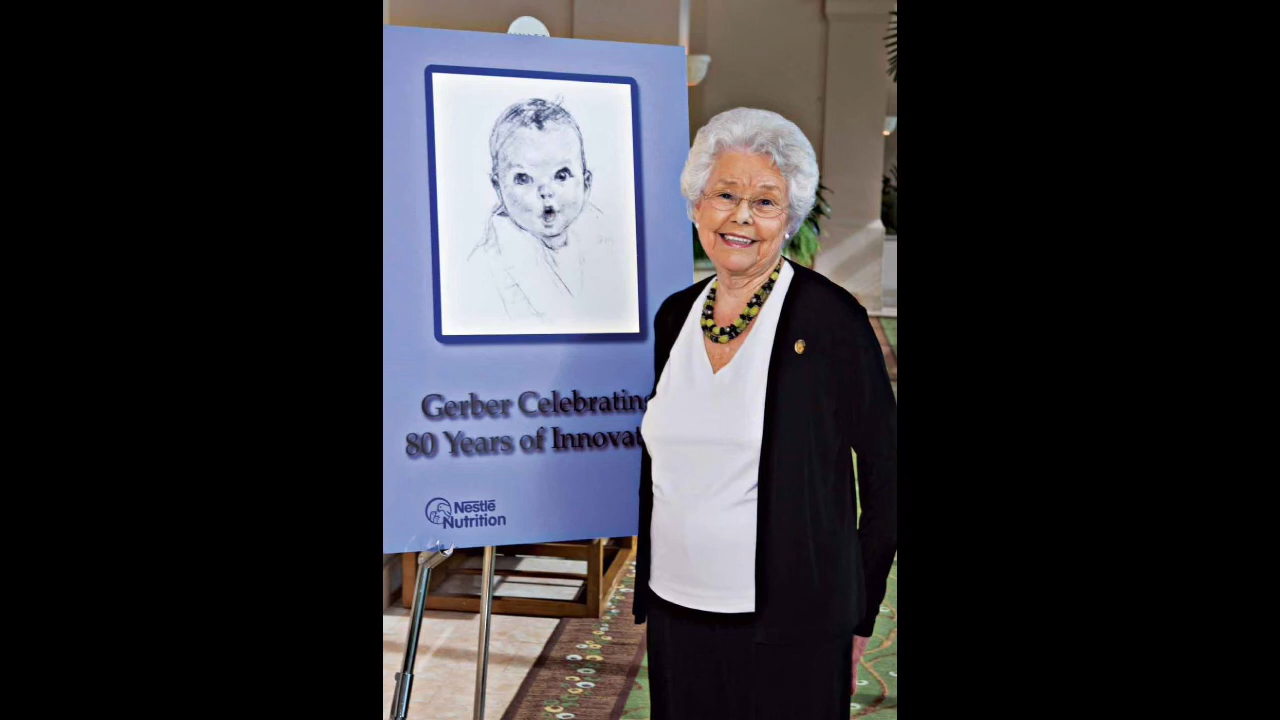 Gerber Celebrating
80 Years of Innovat
Nestlé
Nutrition